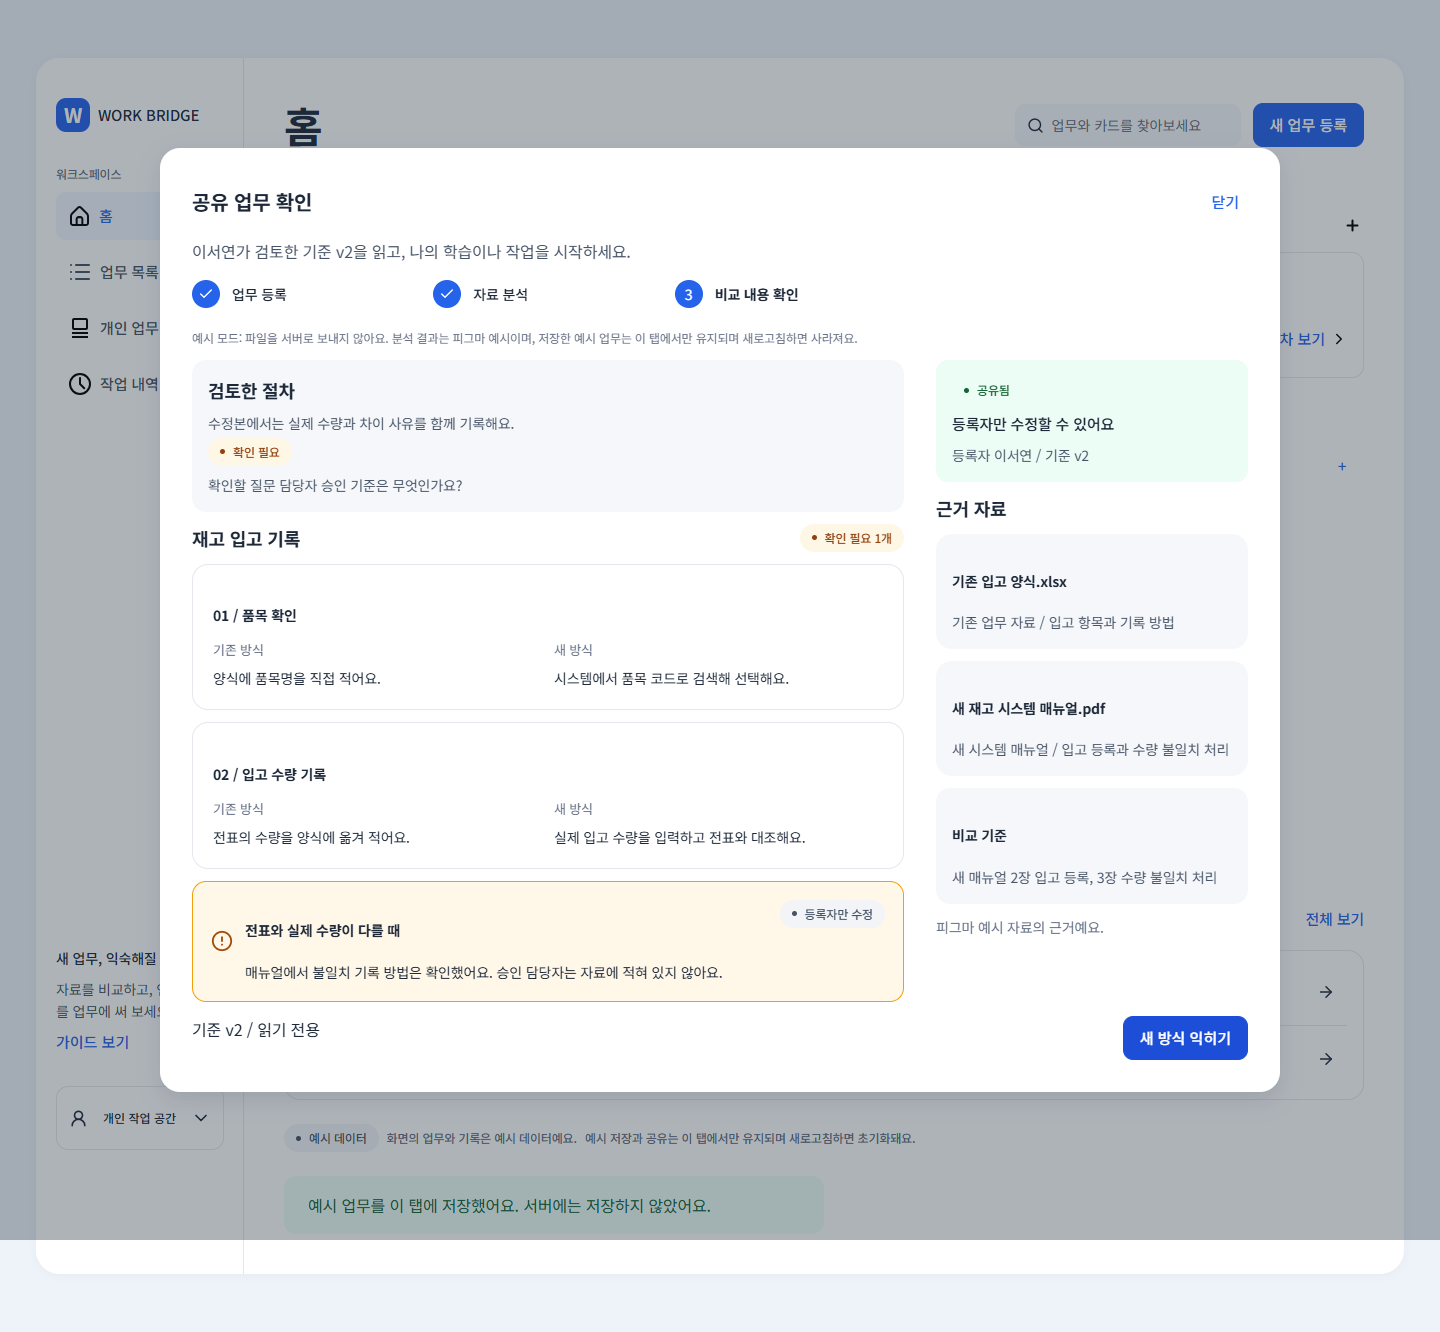 W WORK BRIDGE
홈
업무와 카드를 찾아보세요
새 업무 등록
워크스페이스
홈
업무 목록
개인 업무
작업 내역
공유 업무 확인
닫기
이서연가 검토한 기준 v2을 읽고, 나의 학습이나 작업을 시작하세요.
업무 등록
자료 분석
3 비교 내용 확인
예시 모드: 파일을 서버로 보내지 않아요. 분석 결과는 피그마 예시이며, 저장한 예시 업무는 이 탭에서만 유지되며 새로고침하면 사라져요.
검토한 절차
수정본에서는 실제 수량과 차이 사유를 함께 기록해요.
확인 필요
확인할 질문 담당자 승인 기준은 무엇인가요?
재고 입고 기록
확인 필요 1개
01 / 품목 확인
기존 방식
새 방식
양식에 품목명을 직접 적어요.
시스템에서 품목 코드로 검색해 선택해요.
02 / 입고 수량 기록
기존 방식
새 방식
전표의 수량을 양식에 옮겨 적어요.
실제 입고 수량을 입력하고 전표와 대조해요.
등록자만 수정
전표와 실제 수량이 다를 때
매뉴얼에서 불일치 기록 방법은 확인했어요. 승인 담당자는 자료에 적혀 있지 않아요.
기준 v2 / 읽기 전용
공유됨
등록자만 수정할 수 있어요
등록자 이서연 / 기준 v2
근거 자료
기존 입고 양식.xlsx
기존 업무 자료 / 입고 항목과 기록 방법
새 재고 시스템 매뉴얼.pdf
새 시스템 매뉴얼 / 입고 등록과 수량 불일치 처리
비교 기준
새 매뉴얼 2장 입고 등록, 3장 수량 불일치 처리
피그마 예시 자료의 근거예요.
새 방식 익히기
차 보기
+
전체 보기
새 업무, 익숙해질
자료를 비교하고,
를 업무에 써 보세
가이드 보기
개인 작업 공간
예시 데이터
화면의 업무와 기록은 예시 데이터예요. 예시 저장과 공유는 이 탭에서만 유지되며 새로고침하면 초기화돼요.
예시 업무를 이 탭에 저장했어요. 서버에는 저장하지 않았어요.